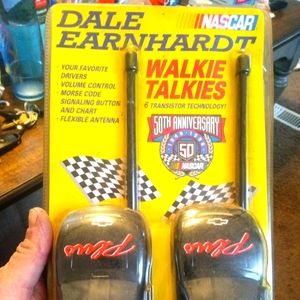 DALE
EARNHARDT
NASCAR
· YOUR FAVORITE
DRIVERS
· VOLUME CONTROL
MORSE CODE
SIGNALING BUTTON
AND CHART
· FLEXIBLE ANTENNA
WALKIE
TALKIES
6 TRANSISTOR TECHNOLOGY!
50TH ANNIVERSARY
50
NASCAR
Plus
Plus